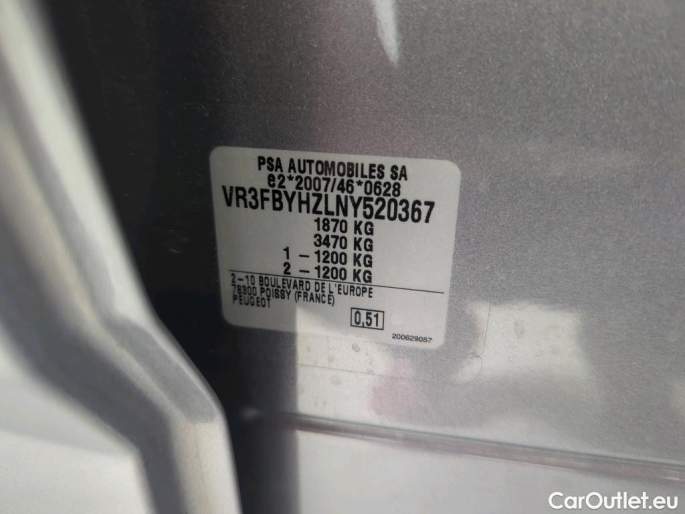 PSA AUTOMOBILES SA
e2*2007/46*0628
VR3FBYHZLNY520367
1870 KG
3470 KG
1 - 1200 KG
2 - 1200 KG
2-10 BOULEVARD DE L'EUROPE
78300 POISSY (FRANCE)
PEUGEOT
0,51
200629057
CarOutlet.eu